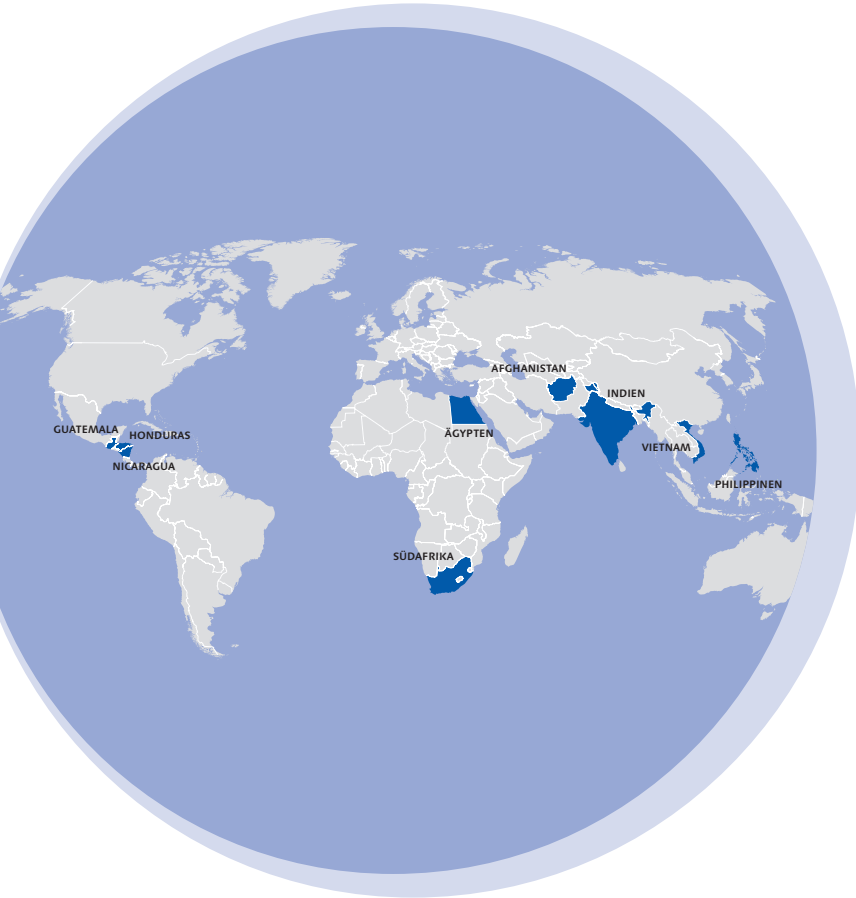 AFGHANISTAN
INDIEN
GUATEMALA
HONDURAS
ÄGYPTEN
VIETNAM
NICARAGUA
PHILIPPINEN
SÜDAFRIKA